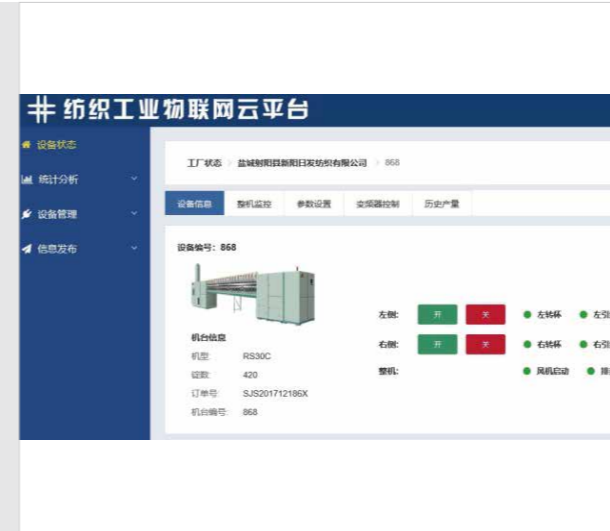 纺织工业物联网云平台
设备状态
统计分析
设备管理
信息发布
工厂状态 > 盐城射阳县新阳日发纺织有限公司 > 868
设备信息 整机监控 参数设置 变频器控制 历史产量
设备编号: 868
左侧: 开 关 左转杯 左引
右侧: 开 关 右转杯 右引
整机: 风机启动
机台信息
机型 RS30C
锭数 420
订单号 SJS201712186X
机台编号 868